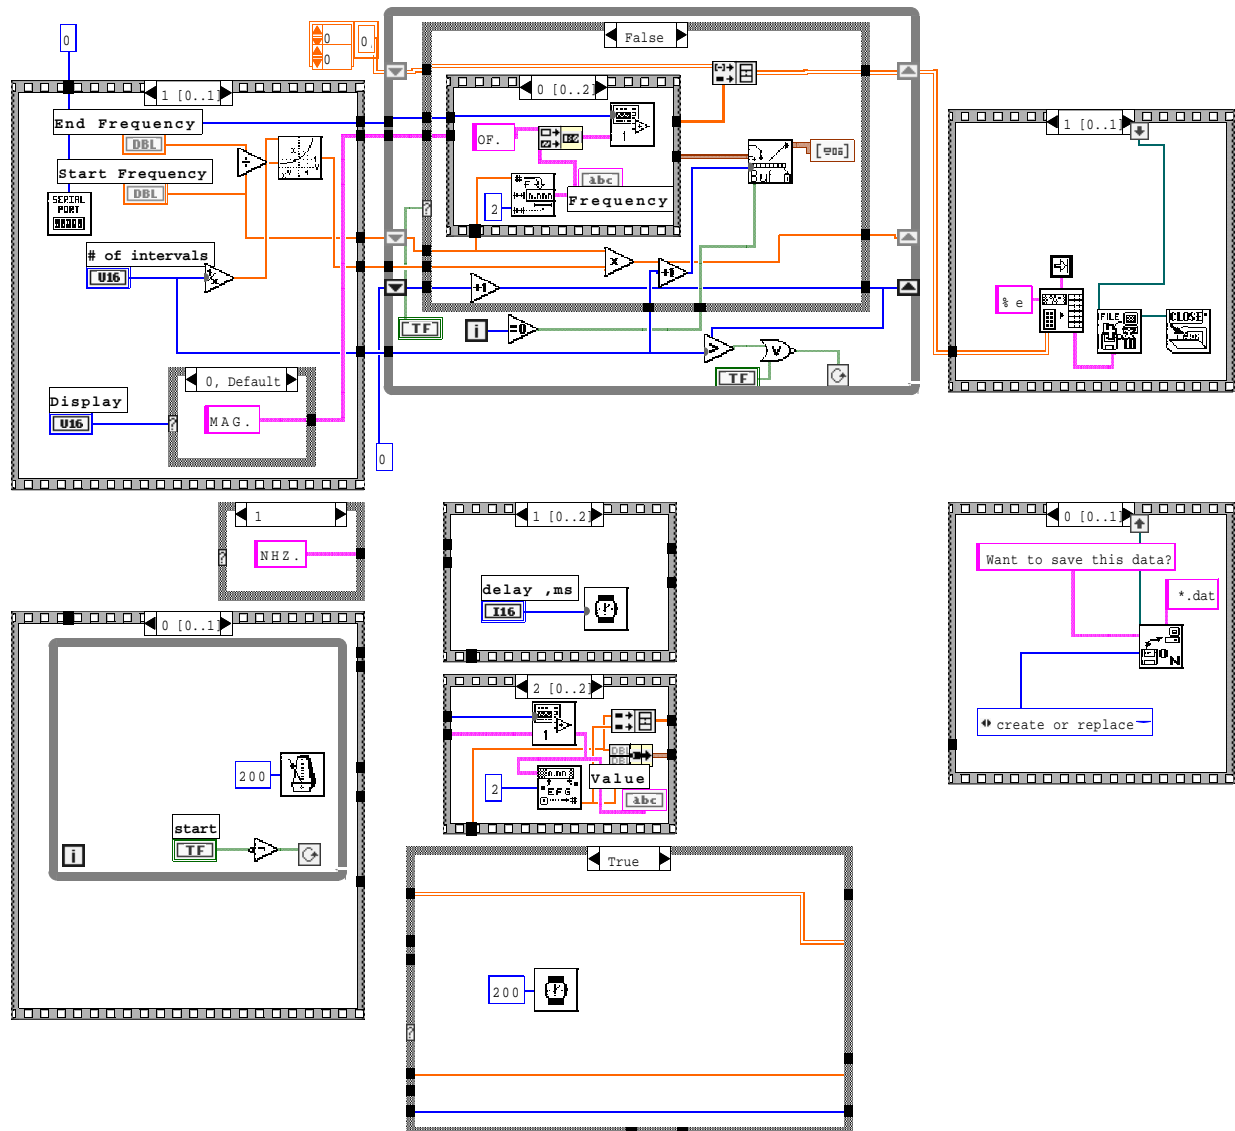 0
0
0
0.
False
1 [0..1]
0 [0..2]
1 [0..1]
End Frequency
DBL
Start Frequency
DBL
SERIAL
PORT
OF.
1
abc
Frequency
2
Buf
# of intervals
U16
+1
+1
x
TF
i
=0
TF
% e
FILE
CLOSE
0, Default
Display
U16
MAG.
0
1
NHZ.
1 [0..2]
delay ,ms
I16
0 [0..1]
Want to save this data?
*.dat
create or replace
0 [0..1]
200
start
TF
i
2 [0..2]
1
DBL
DBL
Value
abc
2
EFG
True
200